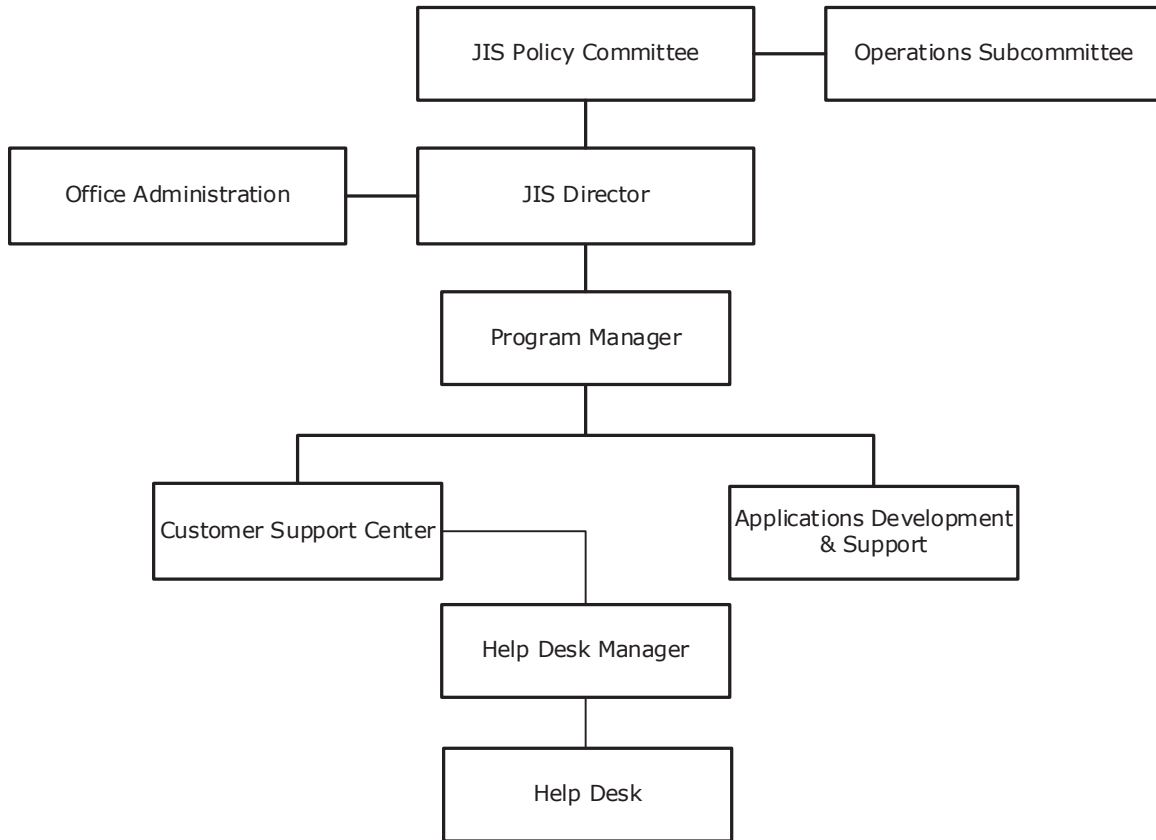 JIS Policy Committee
Operations Subcommittee
Office Administration
JIS Director
Program Manager
Customer Support Center
Applications Development
& Support
Help Desk Manager
Help Desk